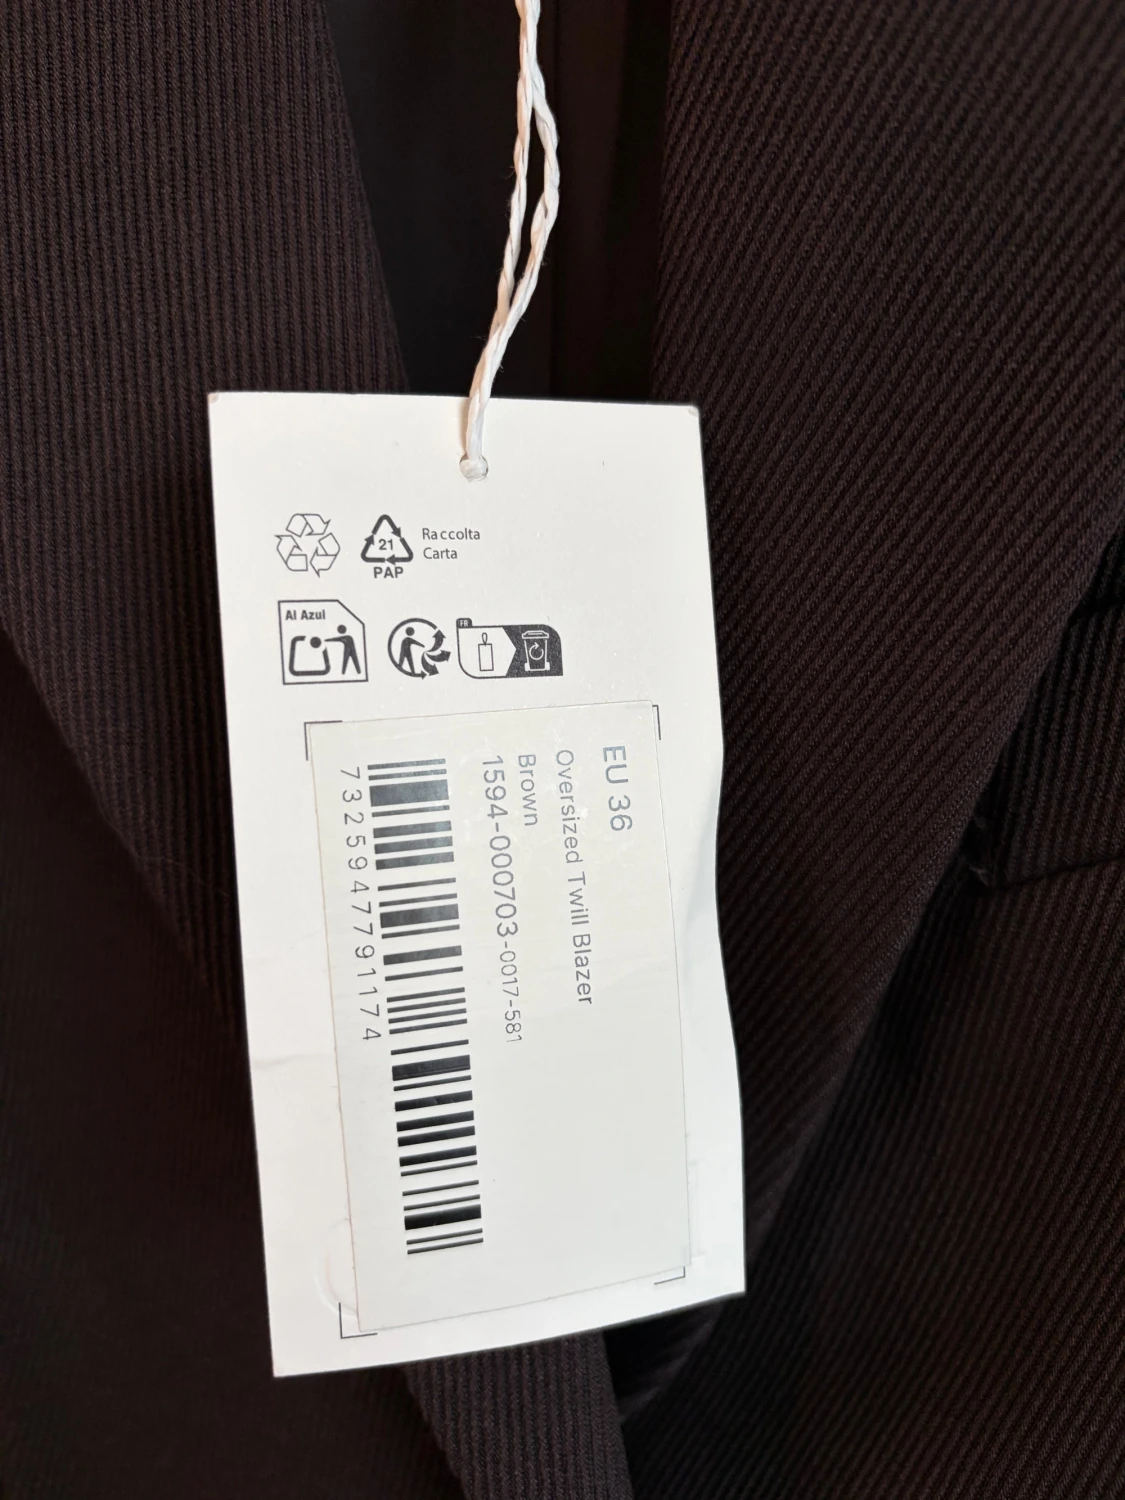 Raccolta
Carta
21
PAP
Al Azul
FR
EU 36
Oversized Twill Blazer
Brown
1594-000703-0017-581
7325947791174